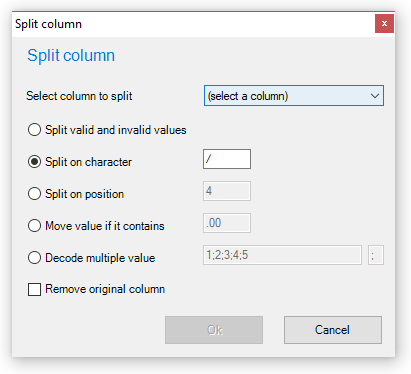 Split column
x
Split column
Select column to split (select a column)
Split valid and invalid values
Split on character /
Split on position 4
Move value if it contains .00
Decode multiple value 1;2;3;4;5 ;
Remove original column
Ok Cancel